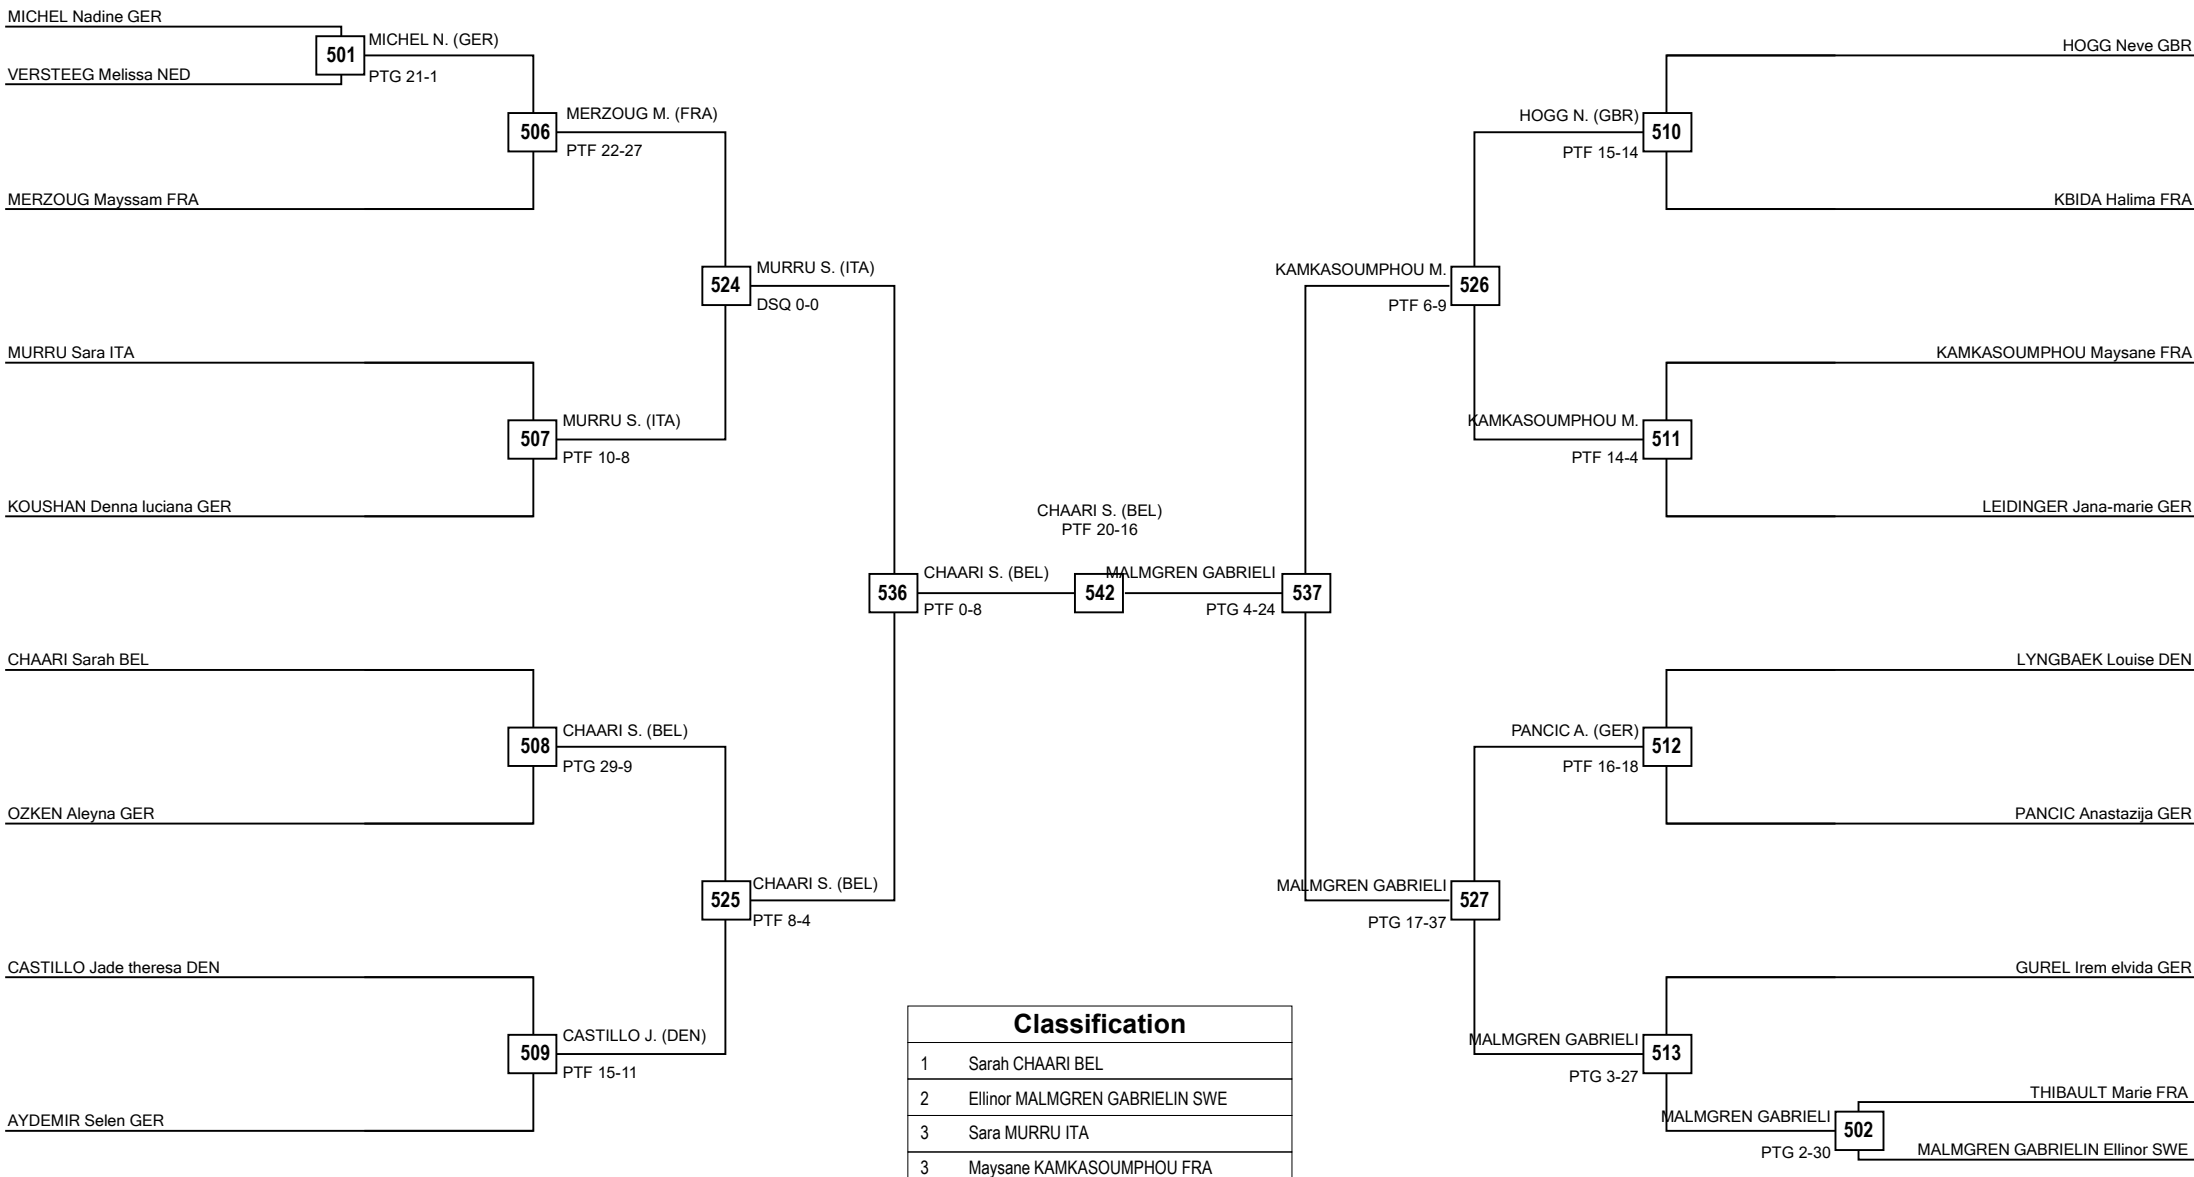 MICHEL Nadine GER
501
MICHEL N. (GER)
VERSTEEG Melissa NED
PTG 21-1
506
MERZOUG M. (FRA)
PTF 22-27
MERZOUG Mayssam FRA
524
MURRU S. (ITA)
DSQ 0-0
MURRU Sara ITA
507
MURRU S. (ITA)
PTF 10-8
KOUSHAN Denna luciana GER
536
CHAARI S. (BEL)
PTF 0-8
CHAARI Sarah BEL
508
CHAARI S. (BEL)
PTG 29-9
OZKEN Aleyna GER
525
CHAARI S. (BEL)
PTF 8-4
CASTILLO Jade theresa DEN
509
CASTILLO J. (DEN)
PTF 15-11
AYDEMIR Selen GER
CHAARI S. (BEL)
PTF 20-16
542
MALMGREN GABRIELI
537
PTG 4-24
HOGG Neve GBR
HOGG N. (GBR)
510
PTF 15-14
KBIDA Halima FRA
KAMKASOUMPHOU M.
526
PTF 6-9
KAMKASOUMPHOU Maysane FRA
KAMKASOUMPHOU M.
511
PTF 14-4
LEIDINGER Jana-marie GER
LYNGBAEK Louise DEN
PANCIC A. (GER)
512
PTF 16-18
PANCIC Anastazija GER
MALMGREN GABRIELI
527
PTG 17-37
GUREL Irem elvida GER
MALMGREN GABRIELI
513
PTG 3-27
THIBAULT Marie FRA
MALMGREN GABRIELI
502
PTG 2-30
MALMGREN GABRIELIN Ellinor SWE
Classification
1 Sarah CHAARI BEL
2 Ellinor MALMGREN GABRIELIN SWE
3 Sara MURRU ITA
3 Maysane KAMKASOUMPHOU FRA